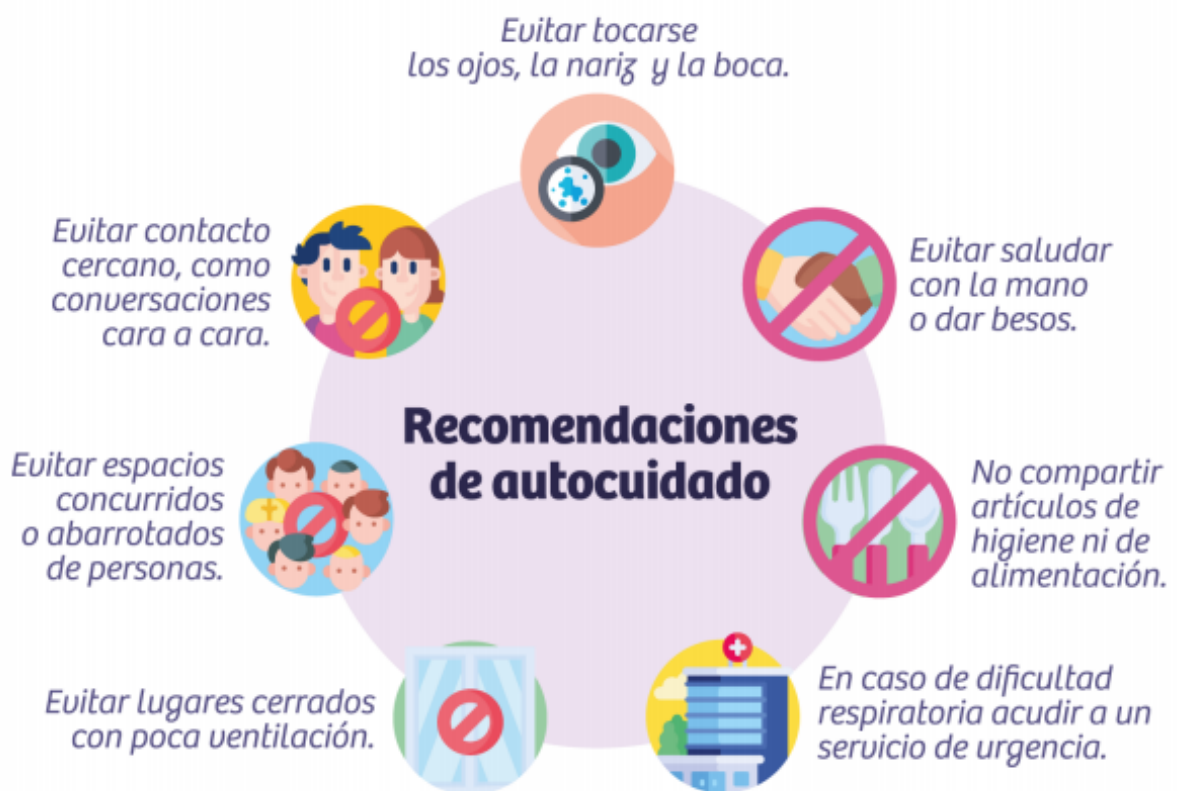 Evitar tocarse
los ojos, la nariz y la boca.
Evitar contacto
cercano, como
conversaciones
cara a cara.
Evitar saludar
con la mano
o dar besos.
Recomendaciones
de autocuidado
Evitar espacios
concurridos
o abarrotados
de personas.
No compartir
artículos de
higiene ni de
alimentación.
Evitar lugares cerrados
con poca ventilación.
En caso de dificultad
respiratoria acudir a un
servicio de urgencia.